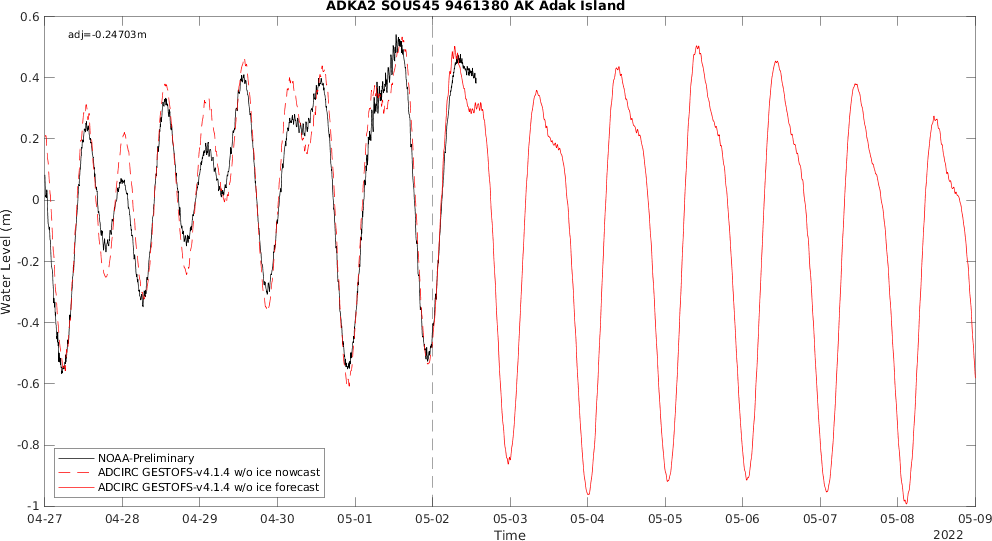 ADKA2 SOUS45 9461380 AK Adak Island
adj=-0.24703m
0.6
0.4
0.2
0
-0.2
-0.4
-0.6
-0.8
-1
Water Level (m)
NOAA-Preliminary
ADCIRC GESTOFS-v4.1.4 w/o ice nowcast
ADCIRC GESTOFS-v4.1.4 w/o ice forecast
04-27 04-28 04-29 04-30 05-01 05-02 05-03 05-04 05-05 05-06 05-07 05-08 05-09
Time
2022